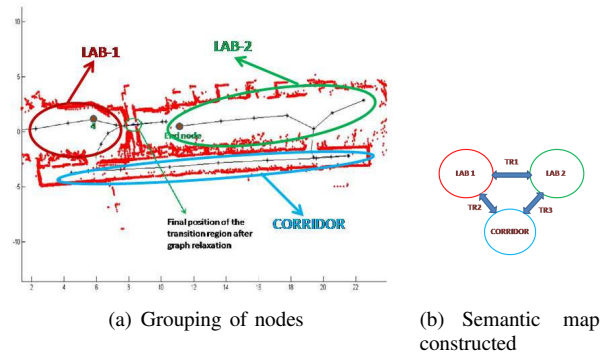 LAB-1
LAB-2
10
5
0
-5
-10
4
End node
Final position of the
transition region after
graph relaxation
CORRIDOR
2 4 6 8 10 12 14 16 18 20 22
LAB 1
TR1
LAB 2
TR2
TR3
CORRIDOR
(a) Grouping of nodes
(b) Semantic map
constructed